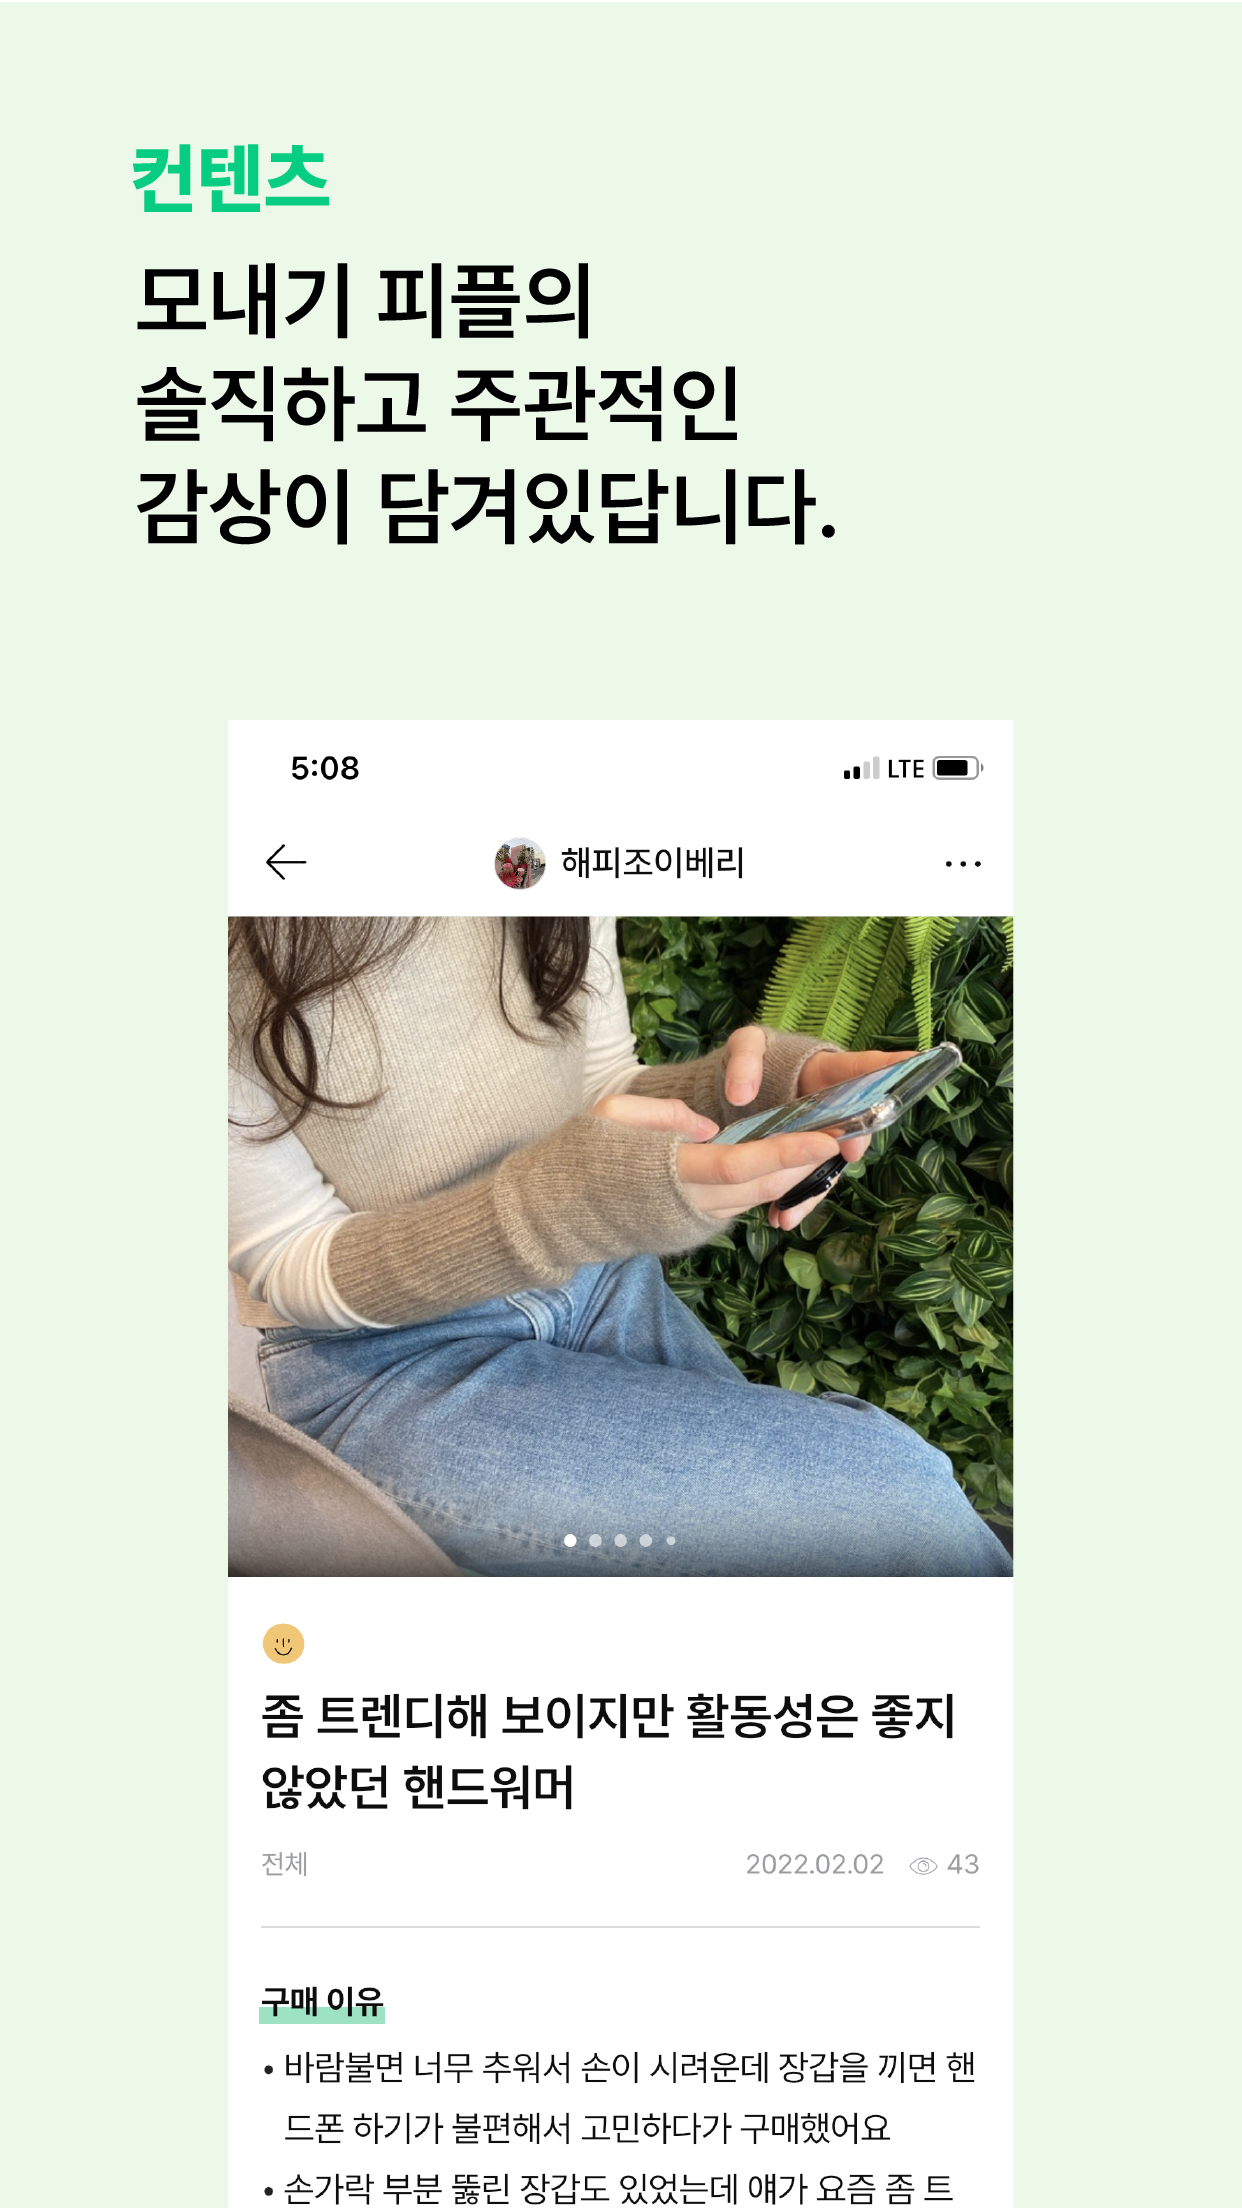 컨텐츠
모내기 피플의
솔직하고 주관적인
감상이 담겨있답니다.
5:08 LTE
해피조이베리
좀 트렌디해 보이지만 활동성은 좋지
않았던 핸드워머
전체 2022.02.02 43
구매 이유
• 바람불면 너무 추워서 손이 시려운데 장갑을 끼면 핸
드폰 하기가 불편해서 고민하다가 구매했어요
• 손가락 부분 뚫린 장갑도 있었는데 얘가 요즘 좀 트